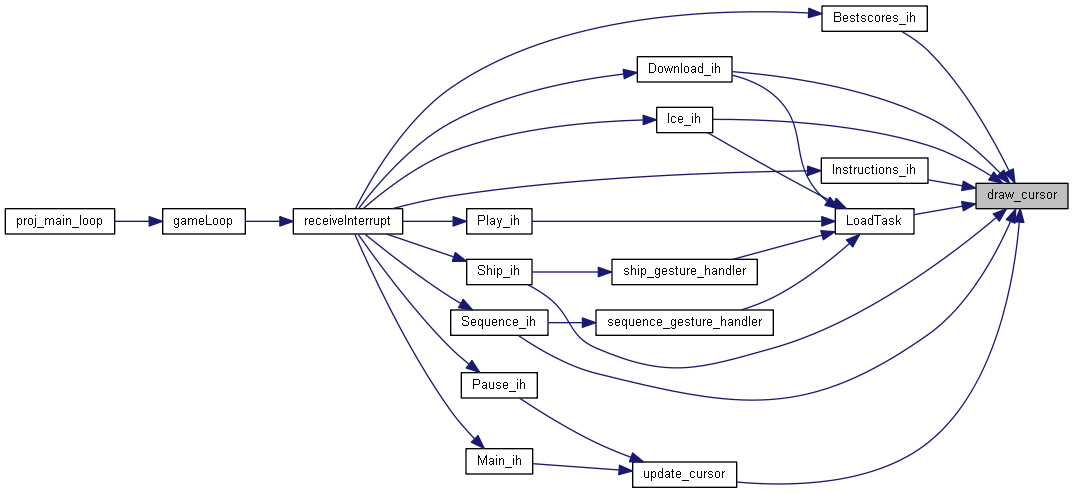 Bestscores_ih
Download_ih
Ice_ih
Instructions_ih
draw_cursor
proj_main_loop
gameLoop
receiveInterrupt
Play_ih
LoadTask
Ship_ih
ship_gesture_handler
Sequence_ih
sequence_gesture_handler
Pause_ih
Main_ih
update_cursor